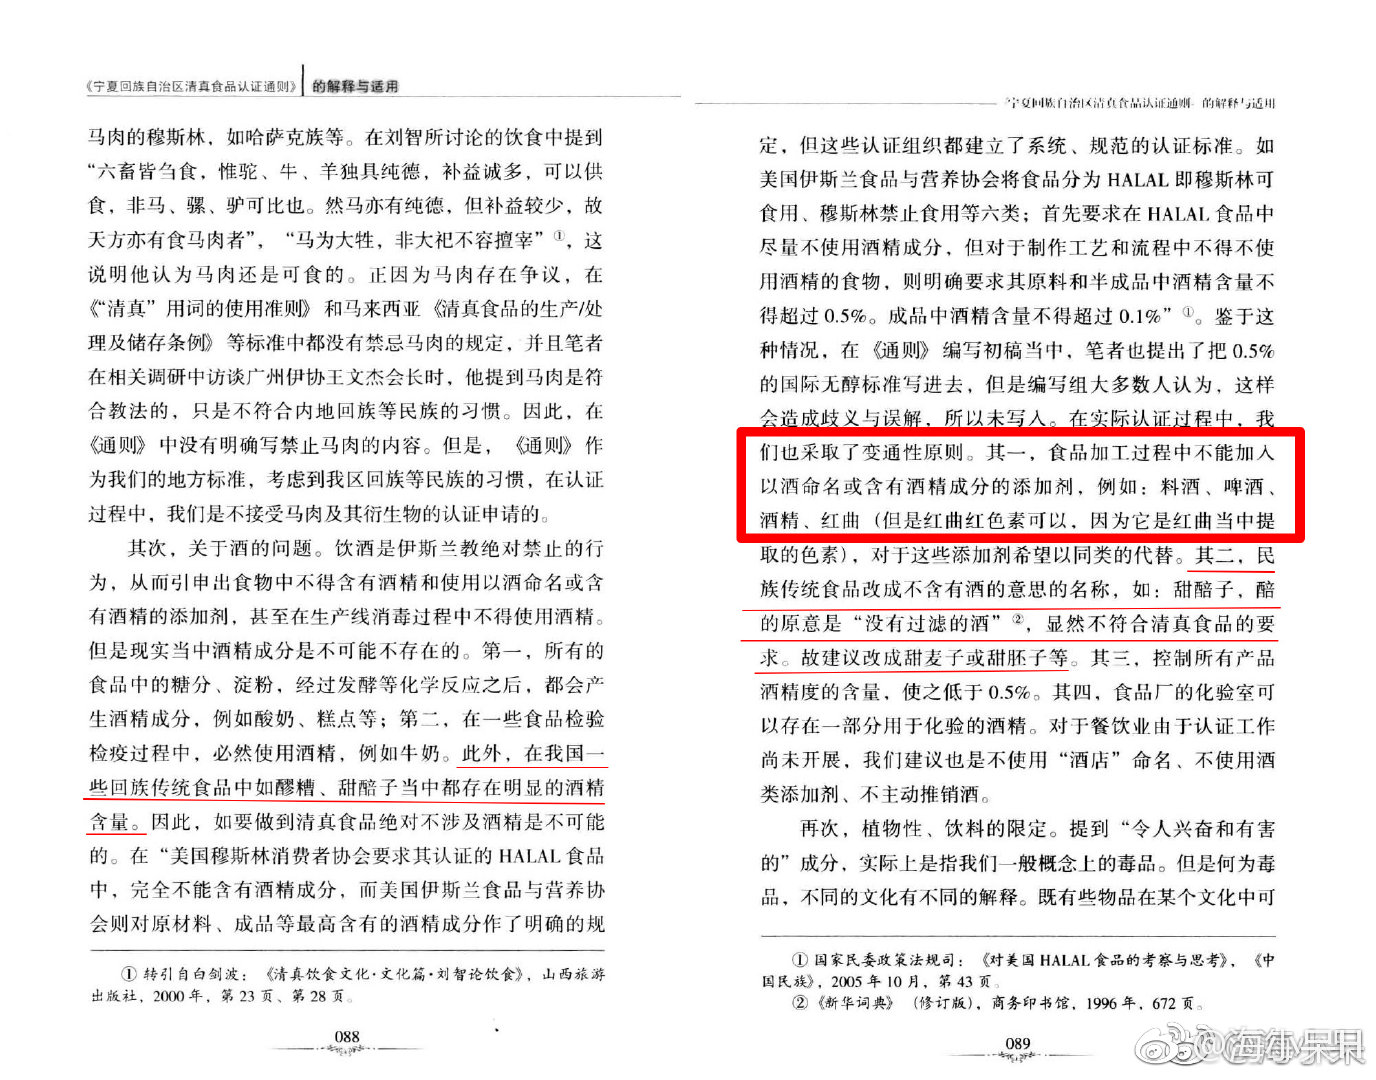 《宁夏回族自治区清真食品认证通则》 的解释与适用
马肉的穆斯林，如哈萨克族等。在刘智所讨论的饮食中提到
“六畜皆刍食，惟驼、牛、羊独具纯德，补益诚多，可以供
食，非马、骡、驴可比也。然马亦有纯德，但补益较少，故
天方亦有食马肉者”，“马为大牲，非大祀不容擅宰”①，这
说明他认为马肉还是可食的。正因为马肉存在争议，在
《“清真”用词的使用准则》和马来西亚《清真食品的生产/处
理及储存条例》等标准中都没有禁忌马肉的规定，并且笔者
在相关调研中访谈广州伊协王文杰会长时，他提到马肉是符
合教法的，只是不符合内地回族等民族的习惯。因此，在
《通则》中没有明确写禁止马肉的内容。但是，《通则》作
为我们的地方标准，考虑到我区回族等民族的习惯，在认证
过程中，我们是不接受马肉及其衍生物的认证申请的。
其次，关于酒的问题。饮酒是伊斯兰教绝对禁止的行
为，从而引申出食物中不得含有酒精和使用以酒命名或含
有酒精的添加剂，甚至在生产线消毒过程中不得使用酒精。
但是现实当中酒精成分是不可能不存在的。第一，所有的
食品中的糖分、淀粉，经过发酵等化学反应之后，都会产
生酒精成分，例如酸奶、糕点等；第二，在一些食品检验
检疫过程中，必然使用酒精，例如牛奶。此外，在我国一
些回族传统食品中如醪糟、甜醅子当中都存在明显的酒精
含量。因此，如要做到清真食品绝对不涉及酒精是不可能
的。在“美国穆斯林消费者协会要求其认证的HALAL食品
中，完全不能含有酒精成分，而美国伊斯兰食品与营养协
会则对原材料、成品等最高含有的酒精成分作了明确的规
① 转引自白剑波：《清真饮食文化·文化篇·刘智论饮食》，山西旅游
出版社，2000年，第23页、第28页。
088
《宁夏回族自治区清真食品认证通则》的解释与适用
定，但这些认证组织都建立了系统、规范的认证标准。如
美国伊斯兰食品与营养协会将食品分为HALAL即穆斯林可
食用、穆斯林禁止食用等六类；首先要求在HALAL食品中
尽量不使用酒精成分，但对于制作工艺和流程中不得不使
用酒精的食物，则明确要求其原料和半成品中酒精含量不
得超过0.5%。成品中酒精含量不得超过0.1%”①。鉴于这
种情况，在《通则》编写初稿当中，笔者也提出了把0.5%
的国际无醇标准写进去，但是编写组大多数人认为，这样
会造成歧义与误解，所以未写入。在实际认证过程中，我
们也采取了变通性原则。其一，食品加工过程中不能加入
以酒命名或含有酒精成分的添加剂，例如：料酒、啤酒、
酒精、红曲（但是红曲红色素可以，因为它是红曲当中提
取的色素），对于这些添加剂希望以同类的代替。其二，民
族传统食品改成不含有酒的意思的名称，如：甜醅子，醅
的原意是“没有过滤的酒”②，显然不符合清真食品的要
求。故建议改成甜麦子或甜胚子等。其三，控制所有产品
酒精度的含量，使之低于0.5%。其四，食品厂的化验室可
以存在一部分用于化验的酒精。对于餐饮业由于认证工作
尚未开展，我们建议也是不使用“酒店”命名、不使用酒
类添加剂、不主动推销酒。
再次，植物性、饮料的限定。提到“令人兴奋和有害
的”成分，实际上是指我们一般概念上的毒品。但是何为毒
品，不同的文化有不同的解释。既有些物品在某个文化中可
① 国家民委政策法规司：《对美国HALAL食品的考察与思考》，《中
国民族》，2005年10月，第43页。
②《新华词典》（修订版），商务印书馆，1996年，672页。
089